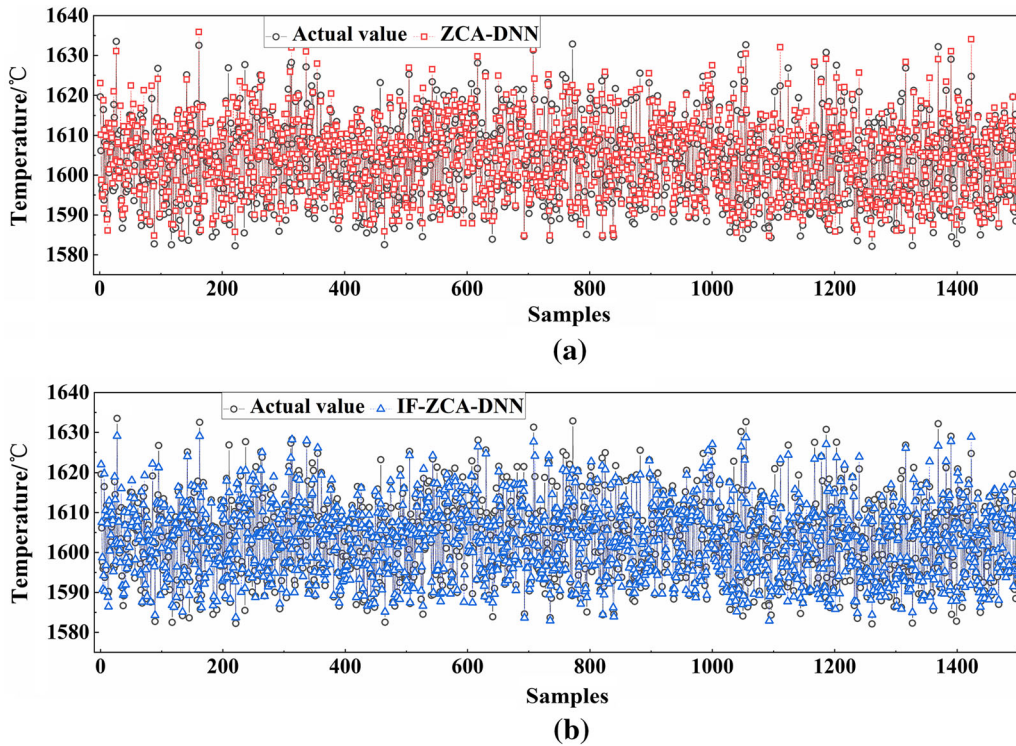 1640
1630
1620
1610
1600
1590
1580
Temperature/re/℃
Actual value ZCA-DNN
0 200 400 600 800 1000 1200 1400
Samples
(a)
1640
1630
1620
1610
1600
1590
1580
Temperature/℃
Actual value IF-ZCA-DNN
0 200 400 600 800 1000 1200 1400
Samples
(b)